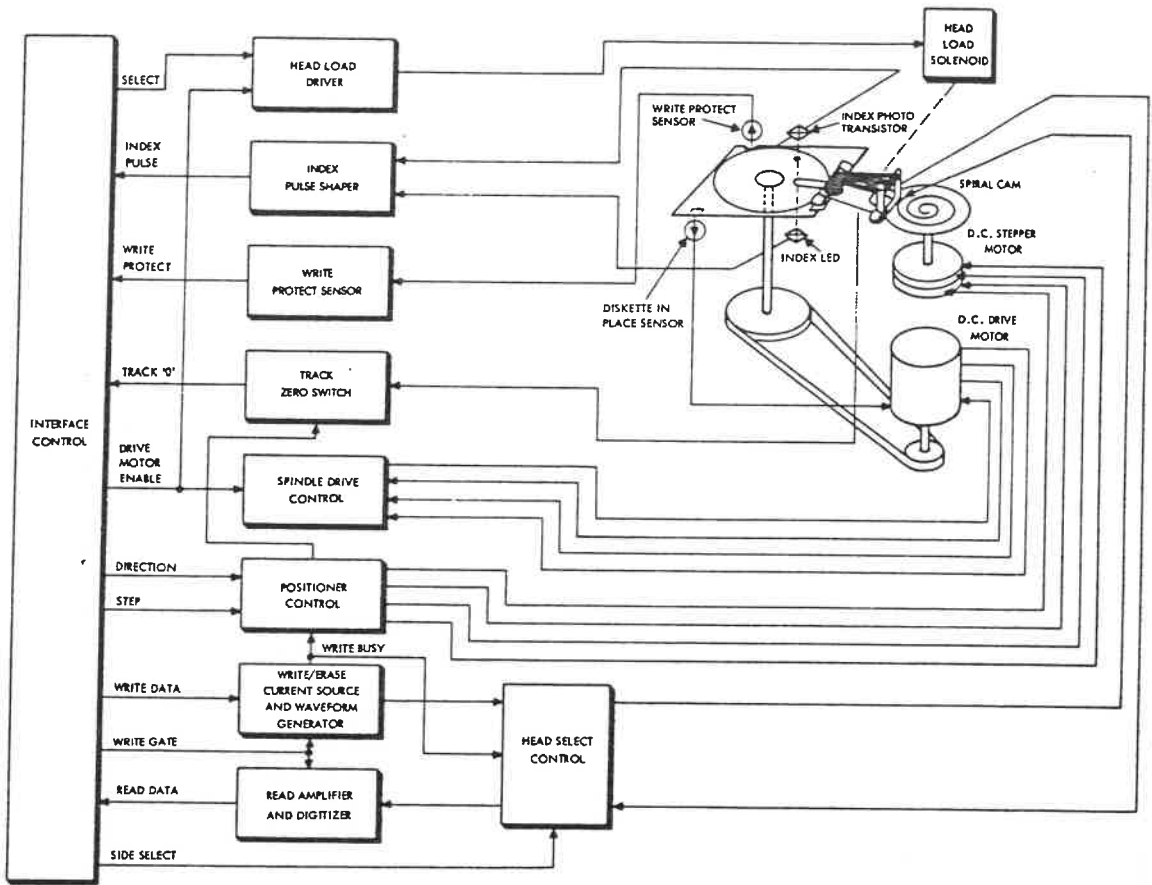 HEAD
LOAD
SOLENOID
SELECT
HEAD LOAD
DRIVER
WRITE PROTECT
SENSOR
INDEX PHOTO
TRANSISTOR
INDEX
PULSE
INDEX
PULSE SHAPER
SPIRAL CAM
D.C. STEPPER
MOTOR
INDEX LED
WRITE
PROTECT
WRITE
PROTECT SENSOR
DISKETTE IN
PLACE SENSOR
D.C. DRIVE
MOTOR
TRACK '0'
TRACK
ZERO SWITCH
INTERFACE
CONTROL
DRIVE
MOTOR
ENABLE
SPINDLE DRIVE
CONTROL
DIRECTION
STEP
POSITIONER
CONTROL
WRITE BUSY
WRITE DATA
WRITE/ERASE
CURRENT SOURCE
AND WAVEFORM
GENERATOR
WRITE GATE
HEAD SELECT
CONTROL
READ DATA
READ AMPLIFIER
AND DIGITIZER
SIDE SELECT